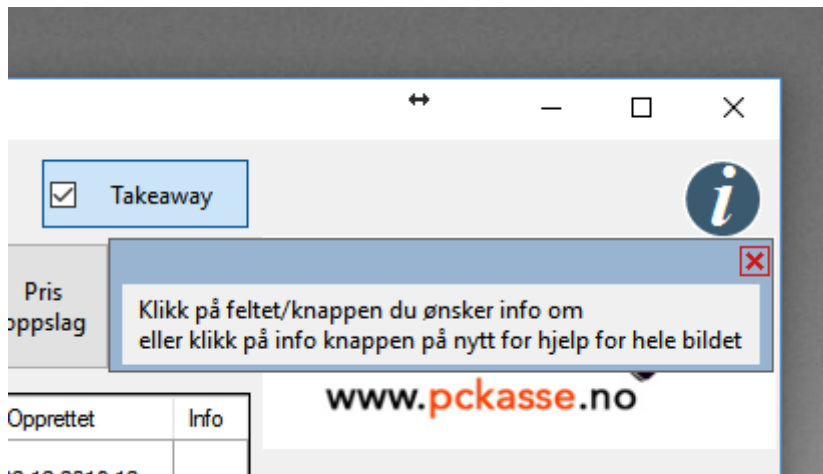 Takeaway
i
Pris
oppslag
Klikk på feltet/knappen du ønsker info om
eller klikk på info knappen på nytt for hjelp for hele bildet
www.pckasse.no
Opprettet
Info